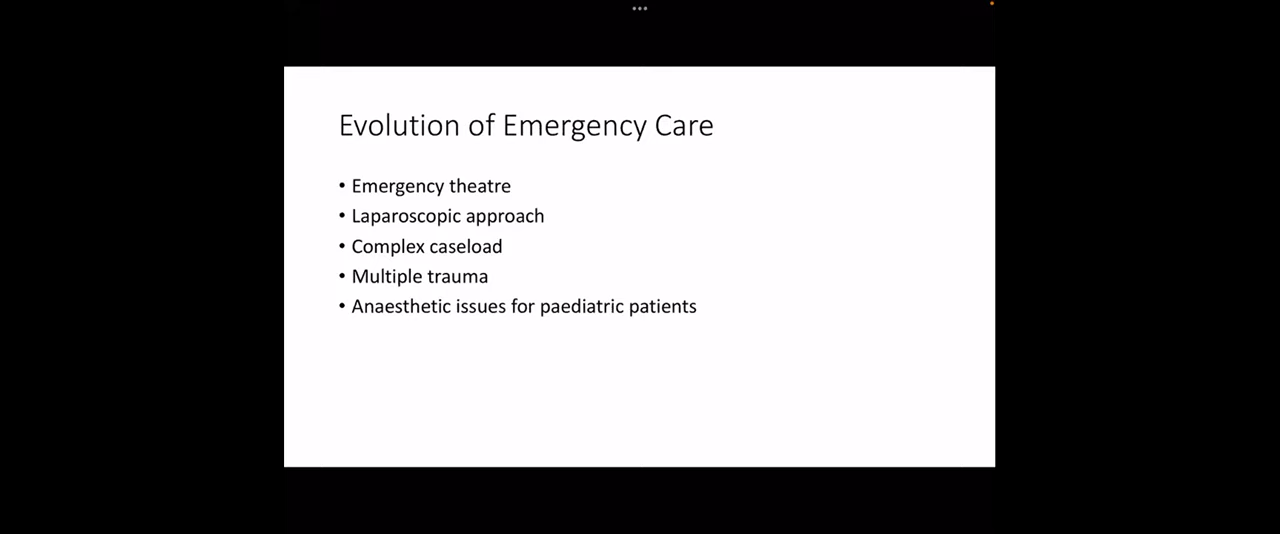 Evolution of Emergency Care
• Emergency theatre
• Laparoscopic approach
• Complex caseload
• Multiple trauma
• Anaesthetic issues for paediatric patients